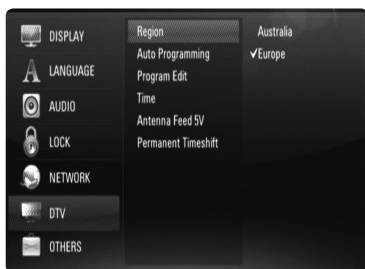 DISPLAY
LANGUAGE
AUDIO
LOCK
NETWORK
DTV
OTHERS
Region
Auto Programming
Program Edit
Time
Antenna Feed 5V
Permanent Timeshift
Australia
✓Europe